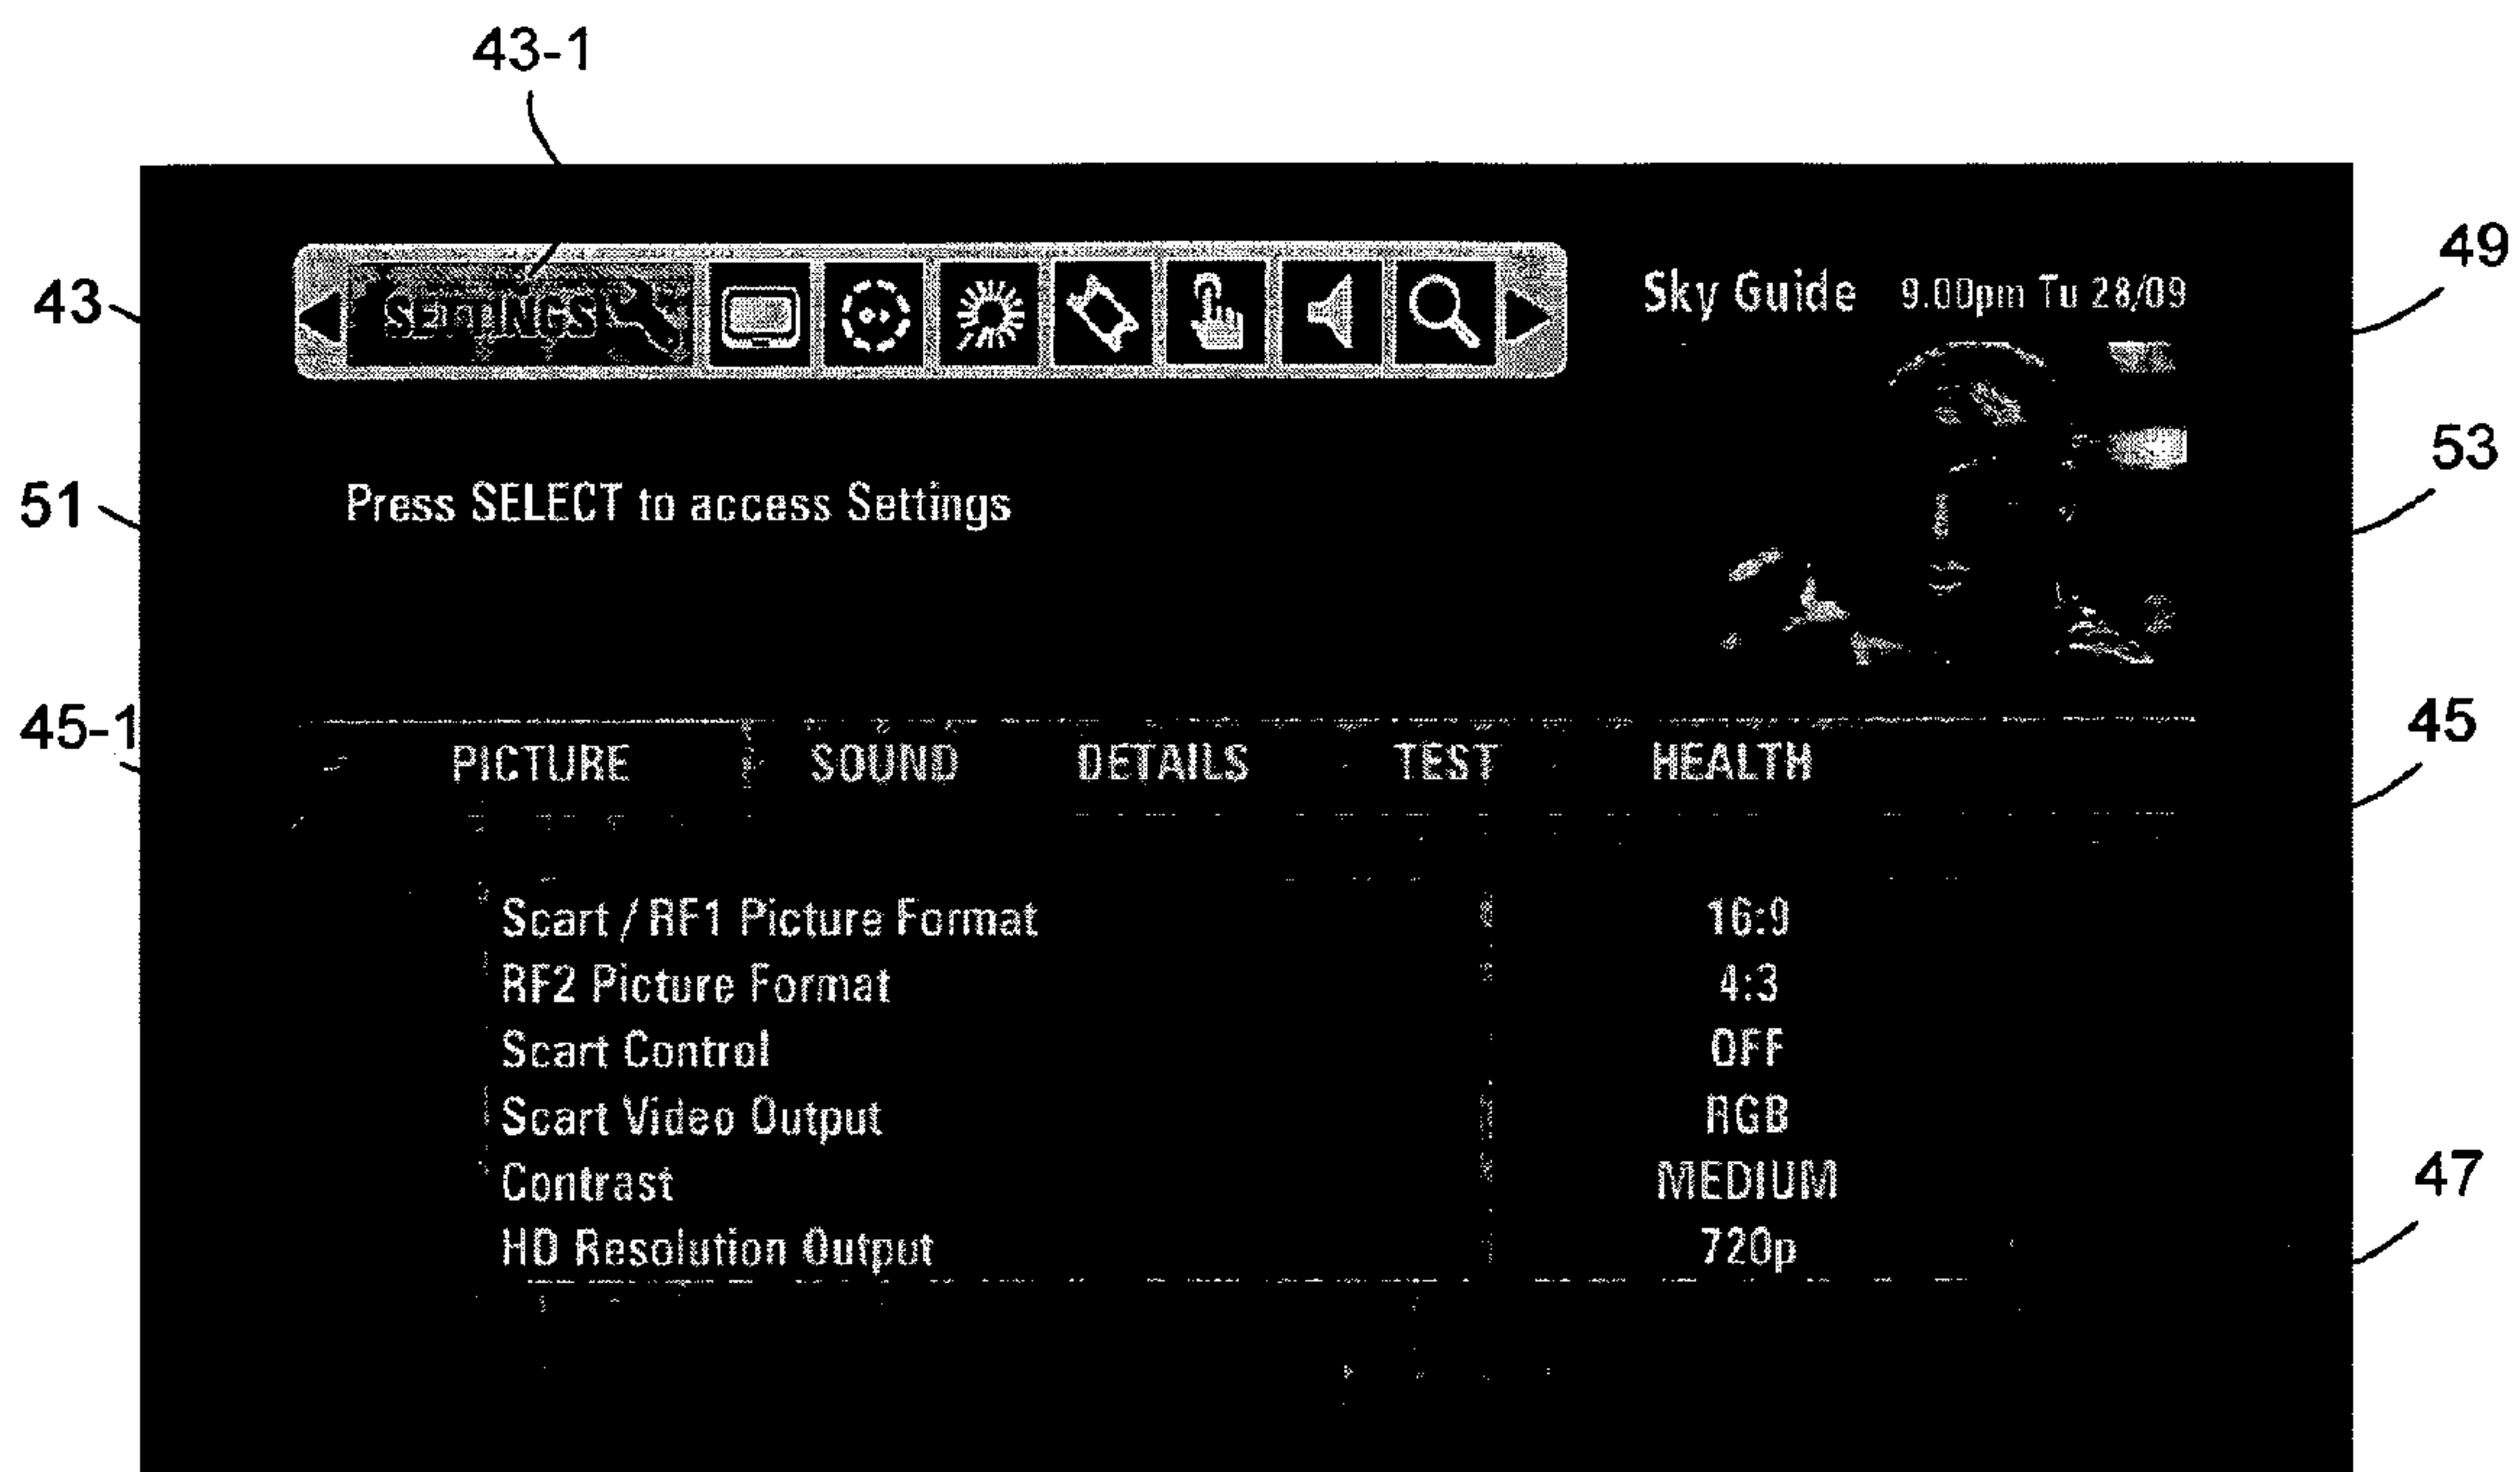 43-1
49
43
SETTINGS
Sky Guide 9.00pm Tu 28/09
53
51
Press SELECT to access Settings
45-1
45
PICTURE SOUND DETAILS TEST HEALTH
Scart / RF1 Picture Format 16:9
RF2 Picture Format 4:3
Scart Control OFF
Scart Video Output RGB
Contrast MEDIUM
47
HD Resolution Output 720p